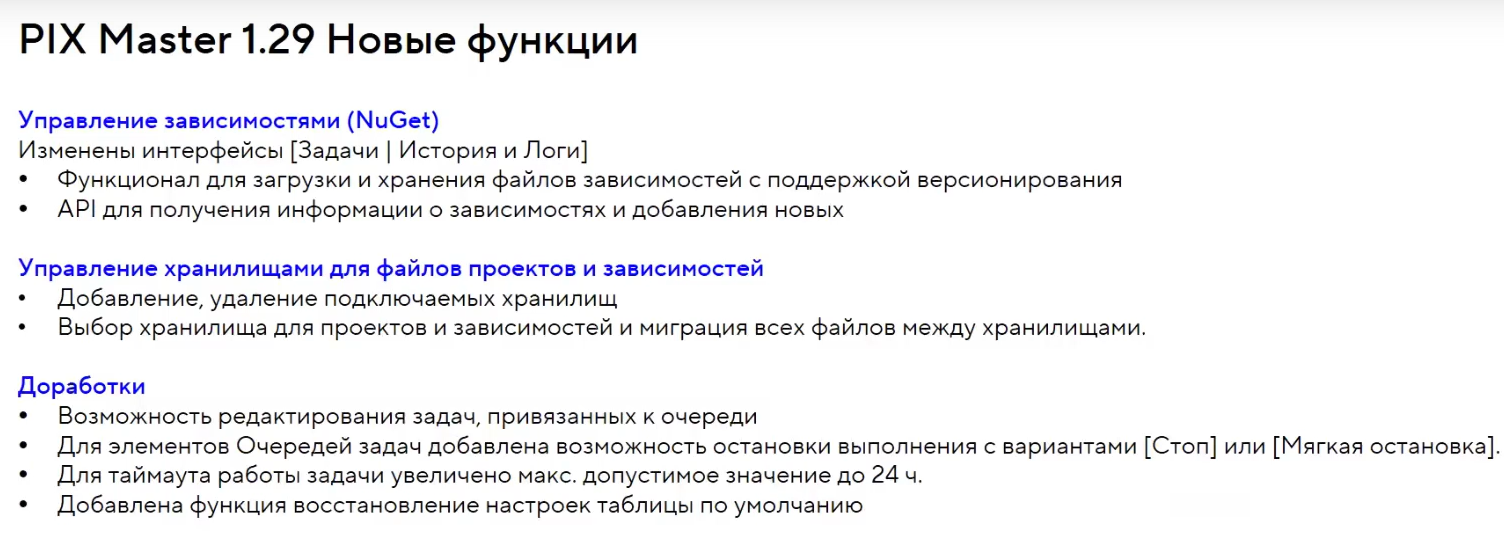 PIX Master 1.29 Новые функции
Управление зависимостями (NuGet)
Изменены интерфейсы [Задачи | История и Логи]
• Функционал для загрузки и хранения файлов зависимостей с поддержкой версионирования
• API для получения информации о зависимостях и добавления новых
Управление хранилищами для файлов проектов и зависимостей
• Добавление, удаление подключаемых хранилищ
• Выбор хранилища для проектов и зависимостей и миграция всех файлов между хранилищами.
Доработки
• Возможность редактирования задач, привязанных к очереди
• Для элементов Очередей задач добавлена возможность остановки выполнения с вариантами [Стоп] или [Мягкая остановка].
• Для таймаута работы задачи увеличено макс. допустимое значение до 24 ч.
• Добавлена функция восстановление настроек таблицы по умолчанию